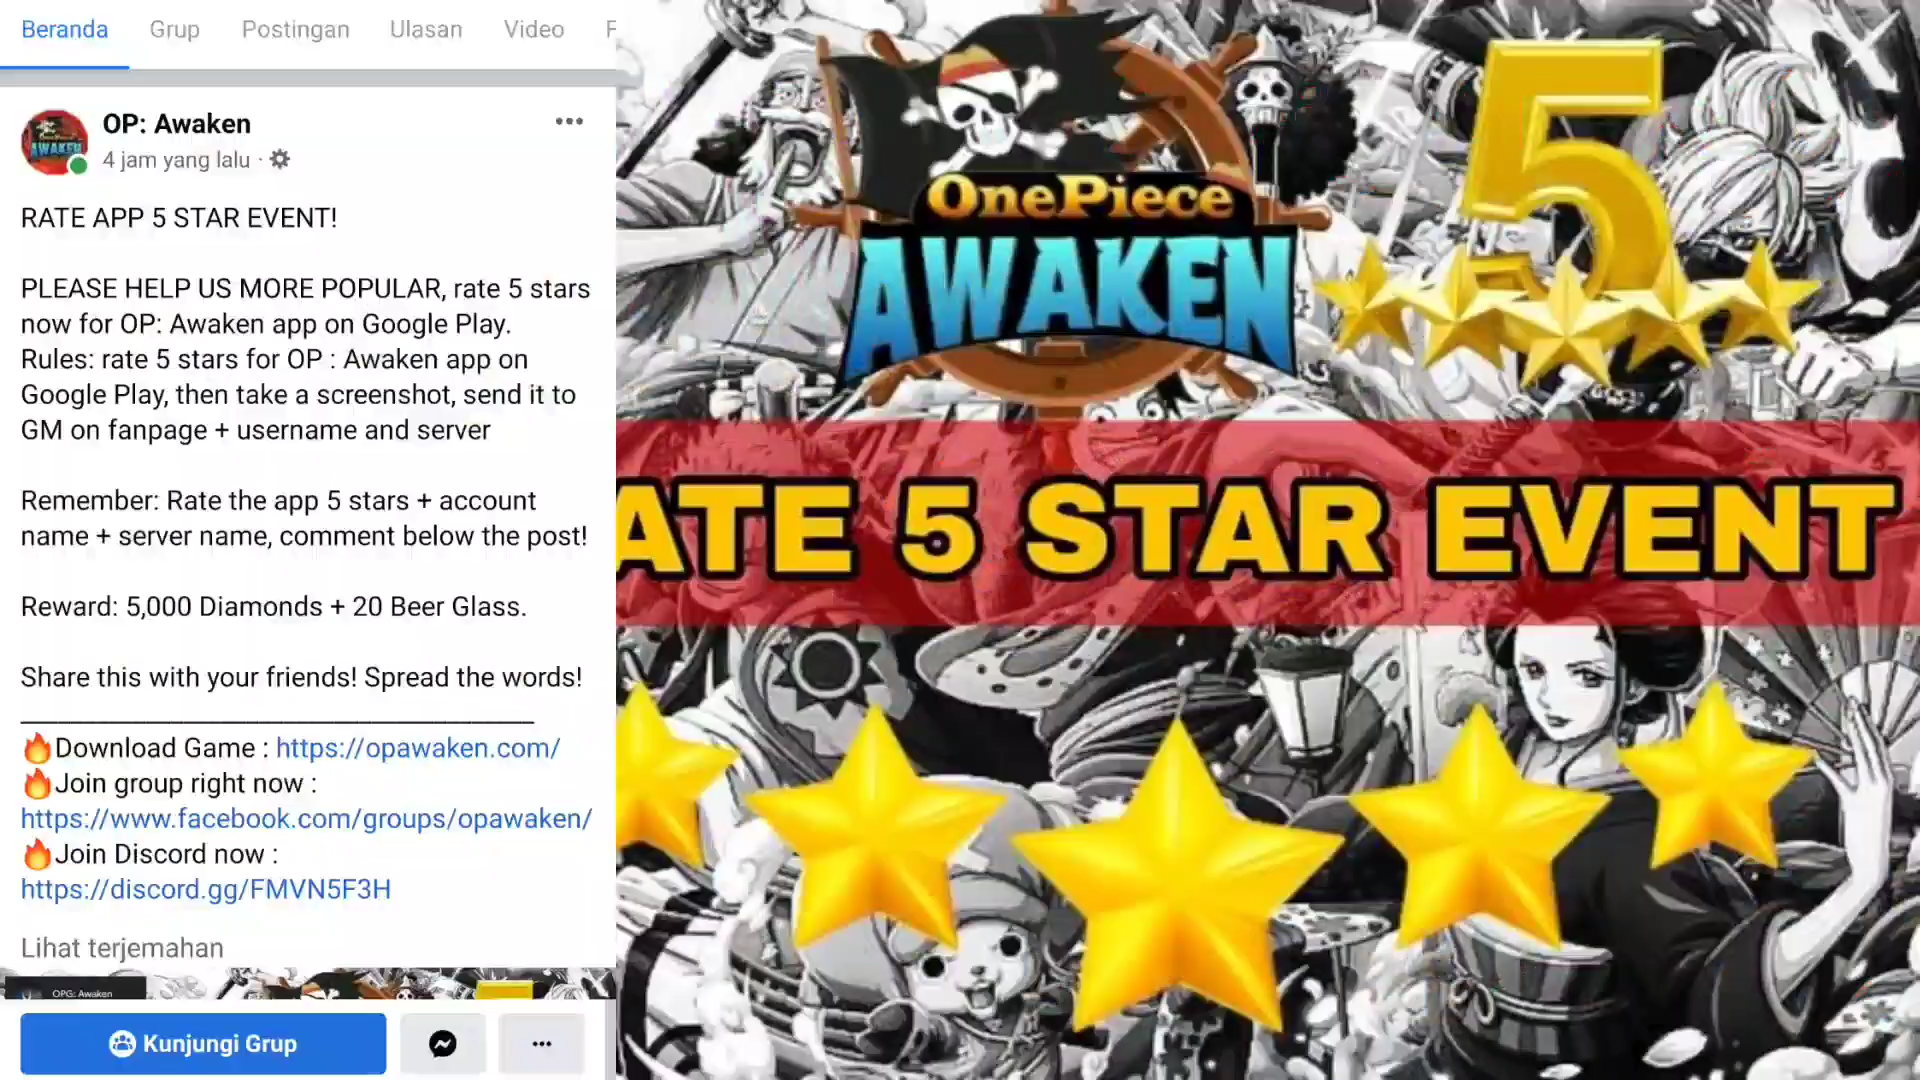 Beranda Grup Postingan Ulasan Video
OP: Awaken
4 jam yang lalu ·
RATE APP 5 STAR EVENT!
PLEASE HELP US MORE POPULAR, rate 5 stars
now for OP: Awaken app on Google Play.
Rules: rate 5 stars for OP : Awaken app on
Google Play, then take a screenshot, send it to
GM on fanpage + username and server
Remember: Rate the app 5 stars + account
name + server name, comment below the post!
Reward: 5,000 Diamonds + 20 Beer Glass.
Share this with your friends! Spread the words!
🔥Download Game : https://opawaken.com/
🔥Join group right now :
https://www.facebook.com/groups/opawaken/
🔥Join Discord now :
https://discord.gg/FMVN5F3H
Lihat terjemahan
OPG: Awaken
Kunjungi Grup
OnePiece
AWAKEN
5
ATE 5 STAR EVENT